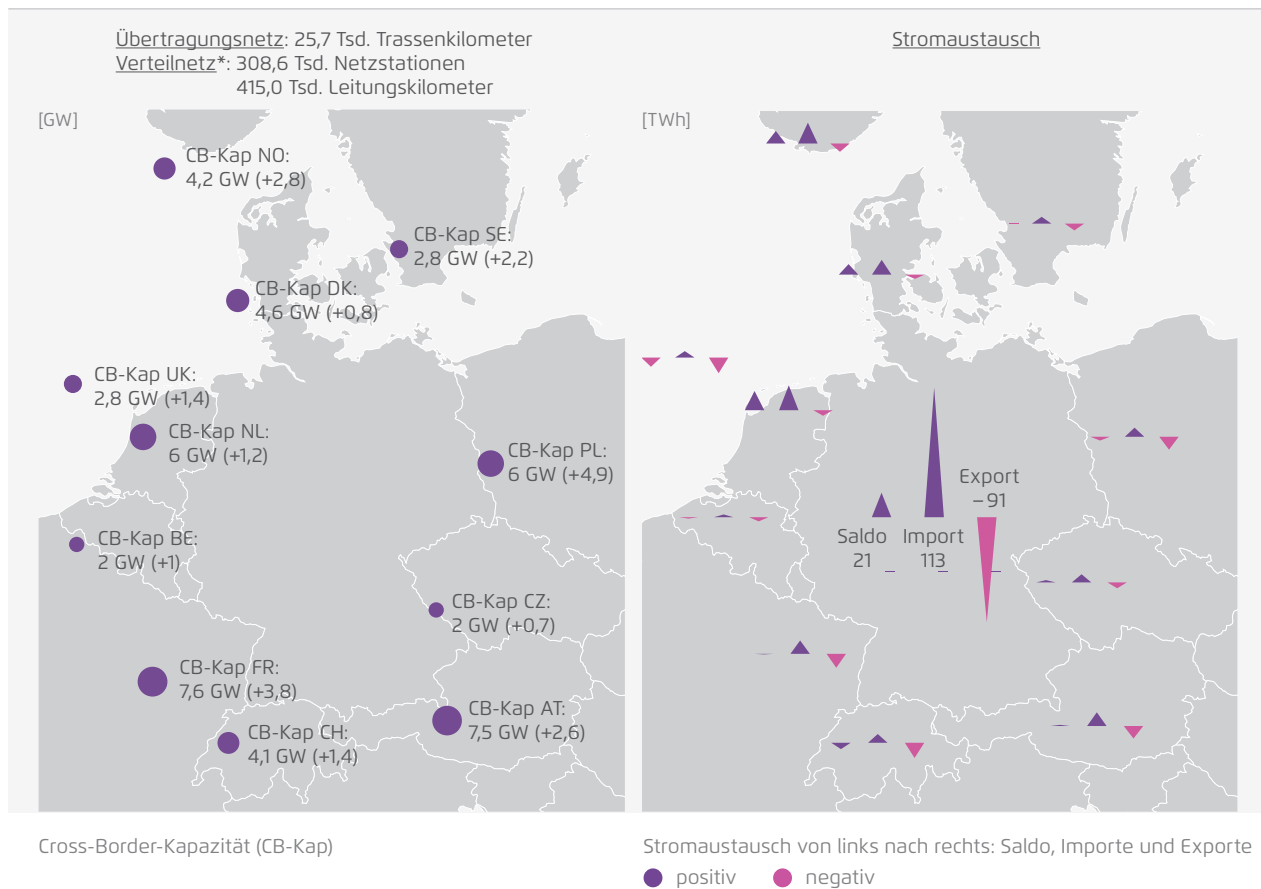 Übertragungsnetz: 25,7 Tsd. Trassenkilometer
Verteilnetz*: 308,6 Tsd. Netzstationen
415,0 Tsd. Leitungskilometer
[GW]
CB-Kap NO:
4,2 GW (+2,8)
CB-Kap SE:
2,8 GW (+2,2)
CB-Kap DK:
4,6 GW (+0,8)
CB-Kap UK:
2,8 GW (+1,4)
CB-Kap NL:
6 GW (+1,2)
CB-Kap PL:
6 GW (+4,9)
CB-Kap BE:
2 GW (+1)
CB-Kap CZ:
2 GW (+0,7)
CB-Kap FR:
7,6 GW (+3,8)
CB-Kap AT:
7,5 GW (+2,6)
CB-Kap CH:
4,1 GW (+1,4)
Cross-Border-Kapazität (CB-Kap)
Stromaustausch
[TWh]
Export
–91
Saldo
21
Import
113
Stromaustausch von links nach rechts: Saldo, Importe und Exporte
positiv negativ